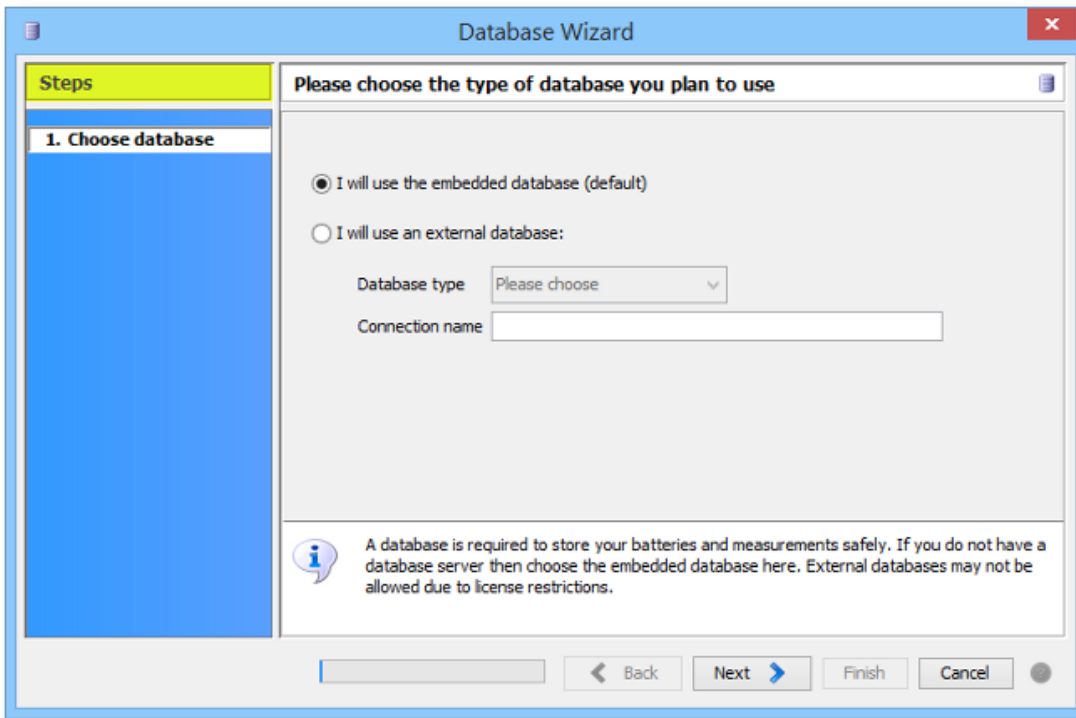 Database Wizard
Steps
1. Choose database
Please choose the type of database you plan to use
I will use the embedded database (default)
I will use an external database:
Database type
Please choose
Connection name
A database is required to store your batteries and measurements safely. If you do not have a
database server then choose the embedded database here. External databases may not be
allowed due to license restrictions.
Back
Next
Finish
Cancel